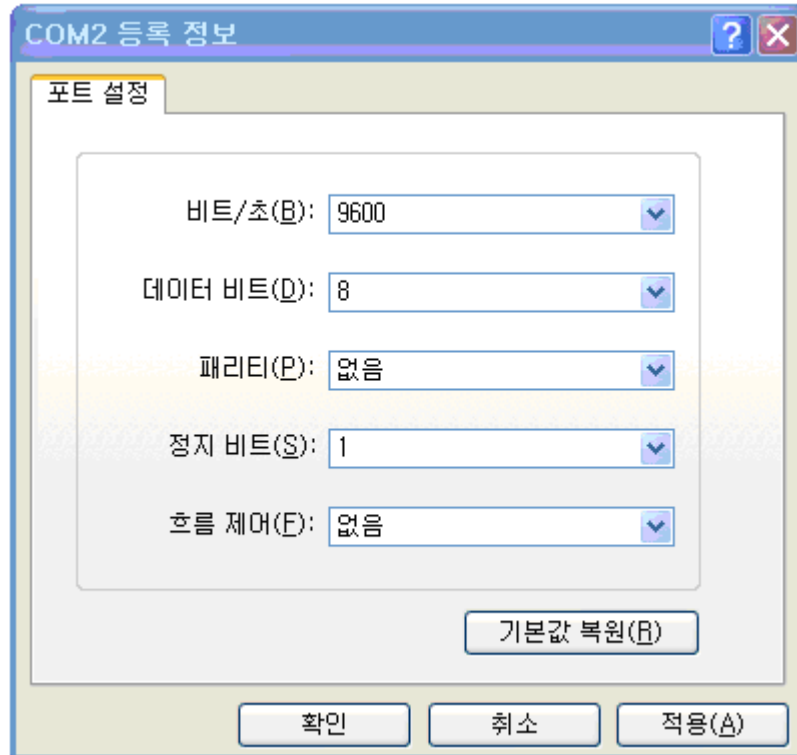 COM2 등록 정보
포트 설정
비트/초(B): 9600
데이터 비트(D): 8
패리티(P): 없음
정지 비트(S): 1
흐름 제어(F): 없음
기본값 복원(R)
확인 취소 적용(A)